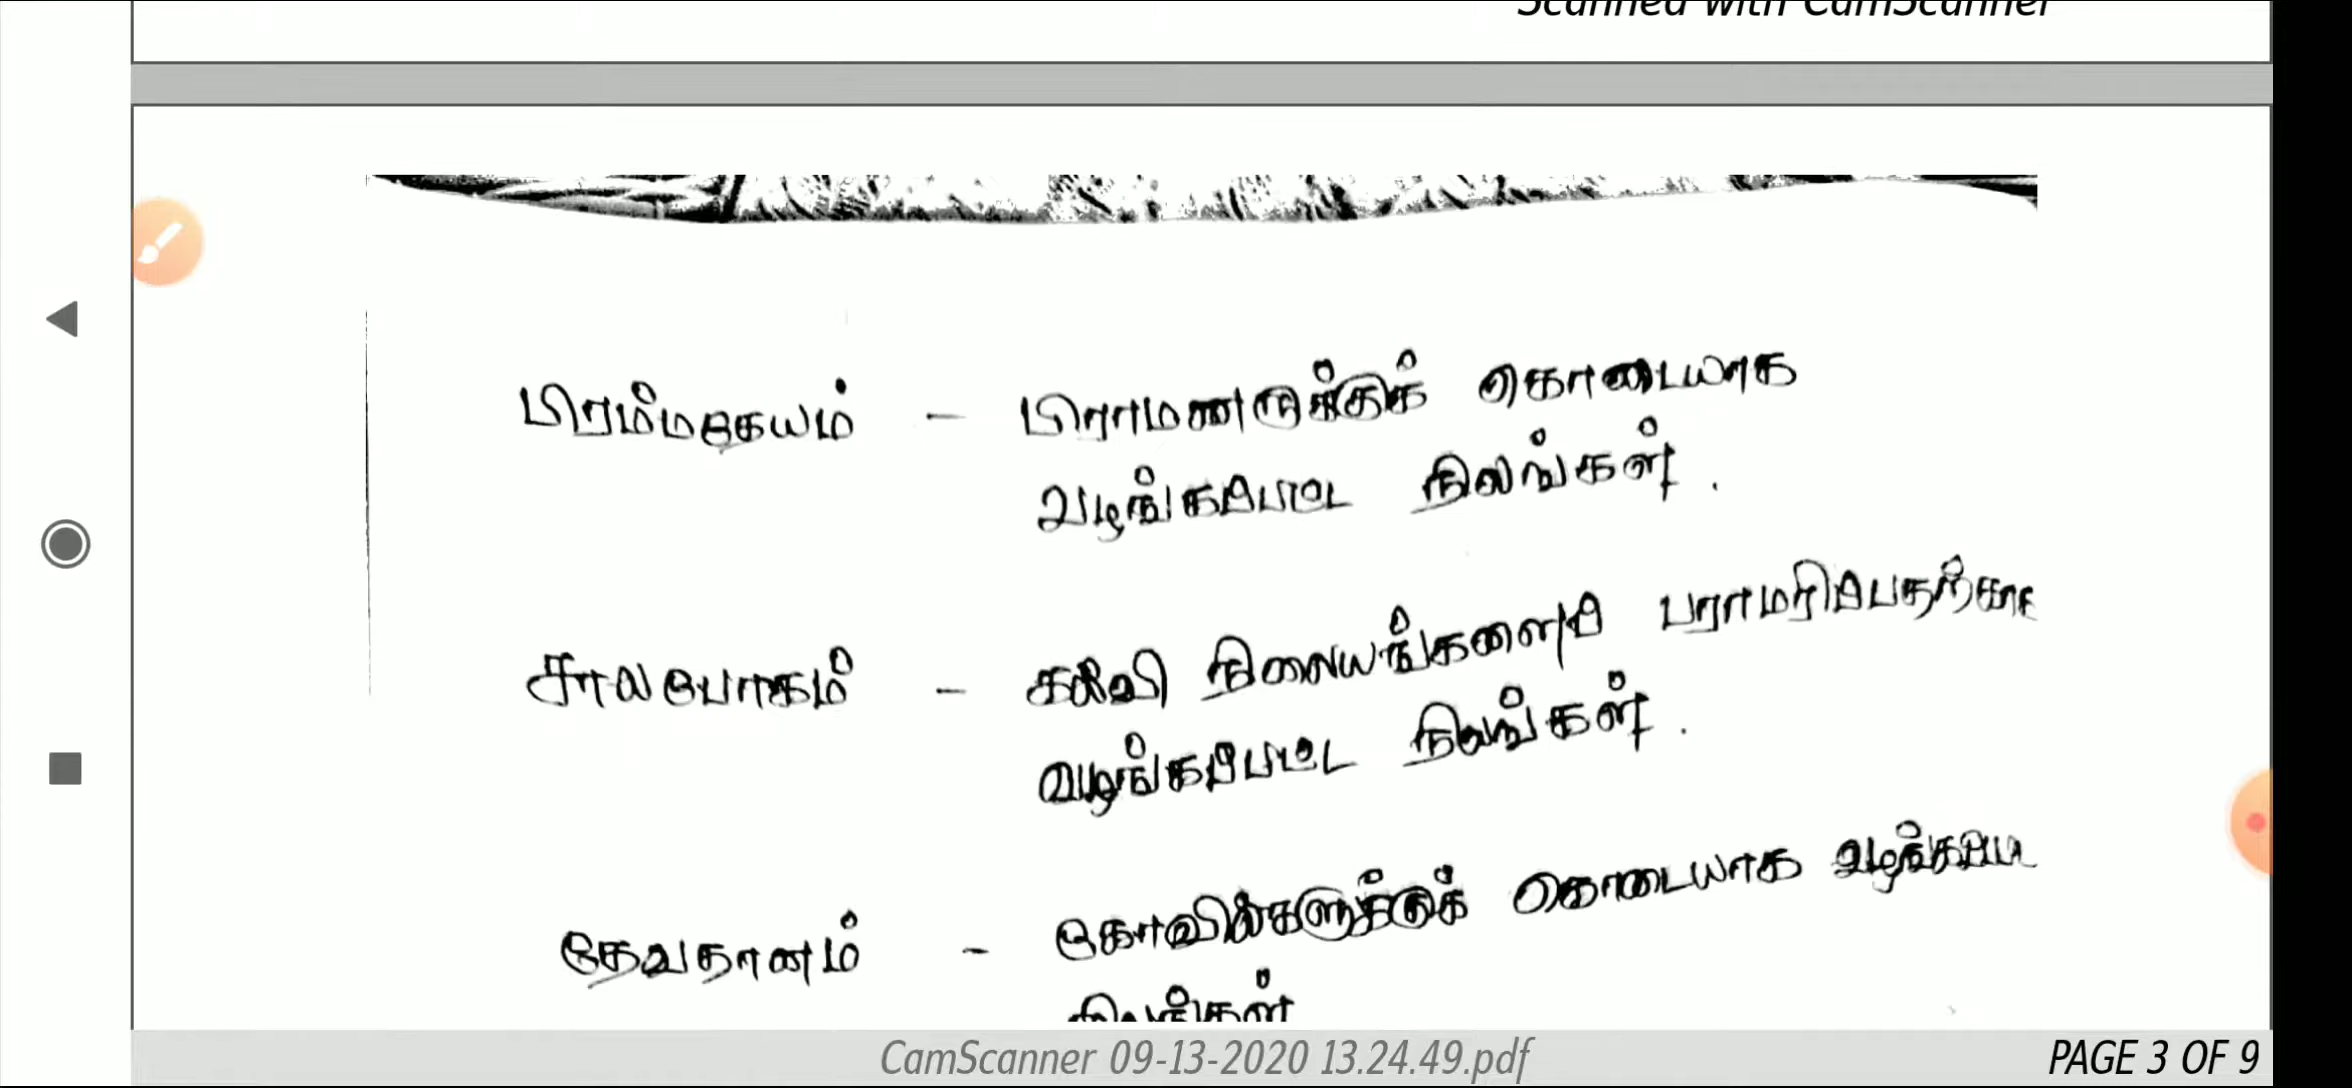 Scanned with CamScanner
பிரம்மதேயம் - பிராமணருக்குக் கொடையாக
வழங்கப்பட்ட நிலங்கள்.
சாலபோகம் - கல்வி நிலையங்களைப் பராமரிப்பதற்கா
வழங்கப்பட்ட நிலங்கள்.
தேவதானம் - கோவில்களுக்குக் கொடையாக வழங்கப்ப
நிலங்கள்
CamScanner 09-13-2020 13.24.49.pdf
PAGE 3 OF 9